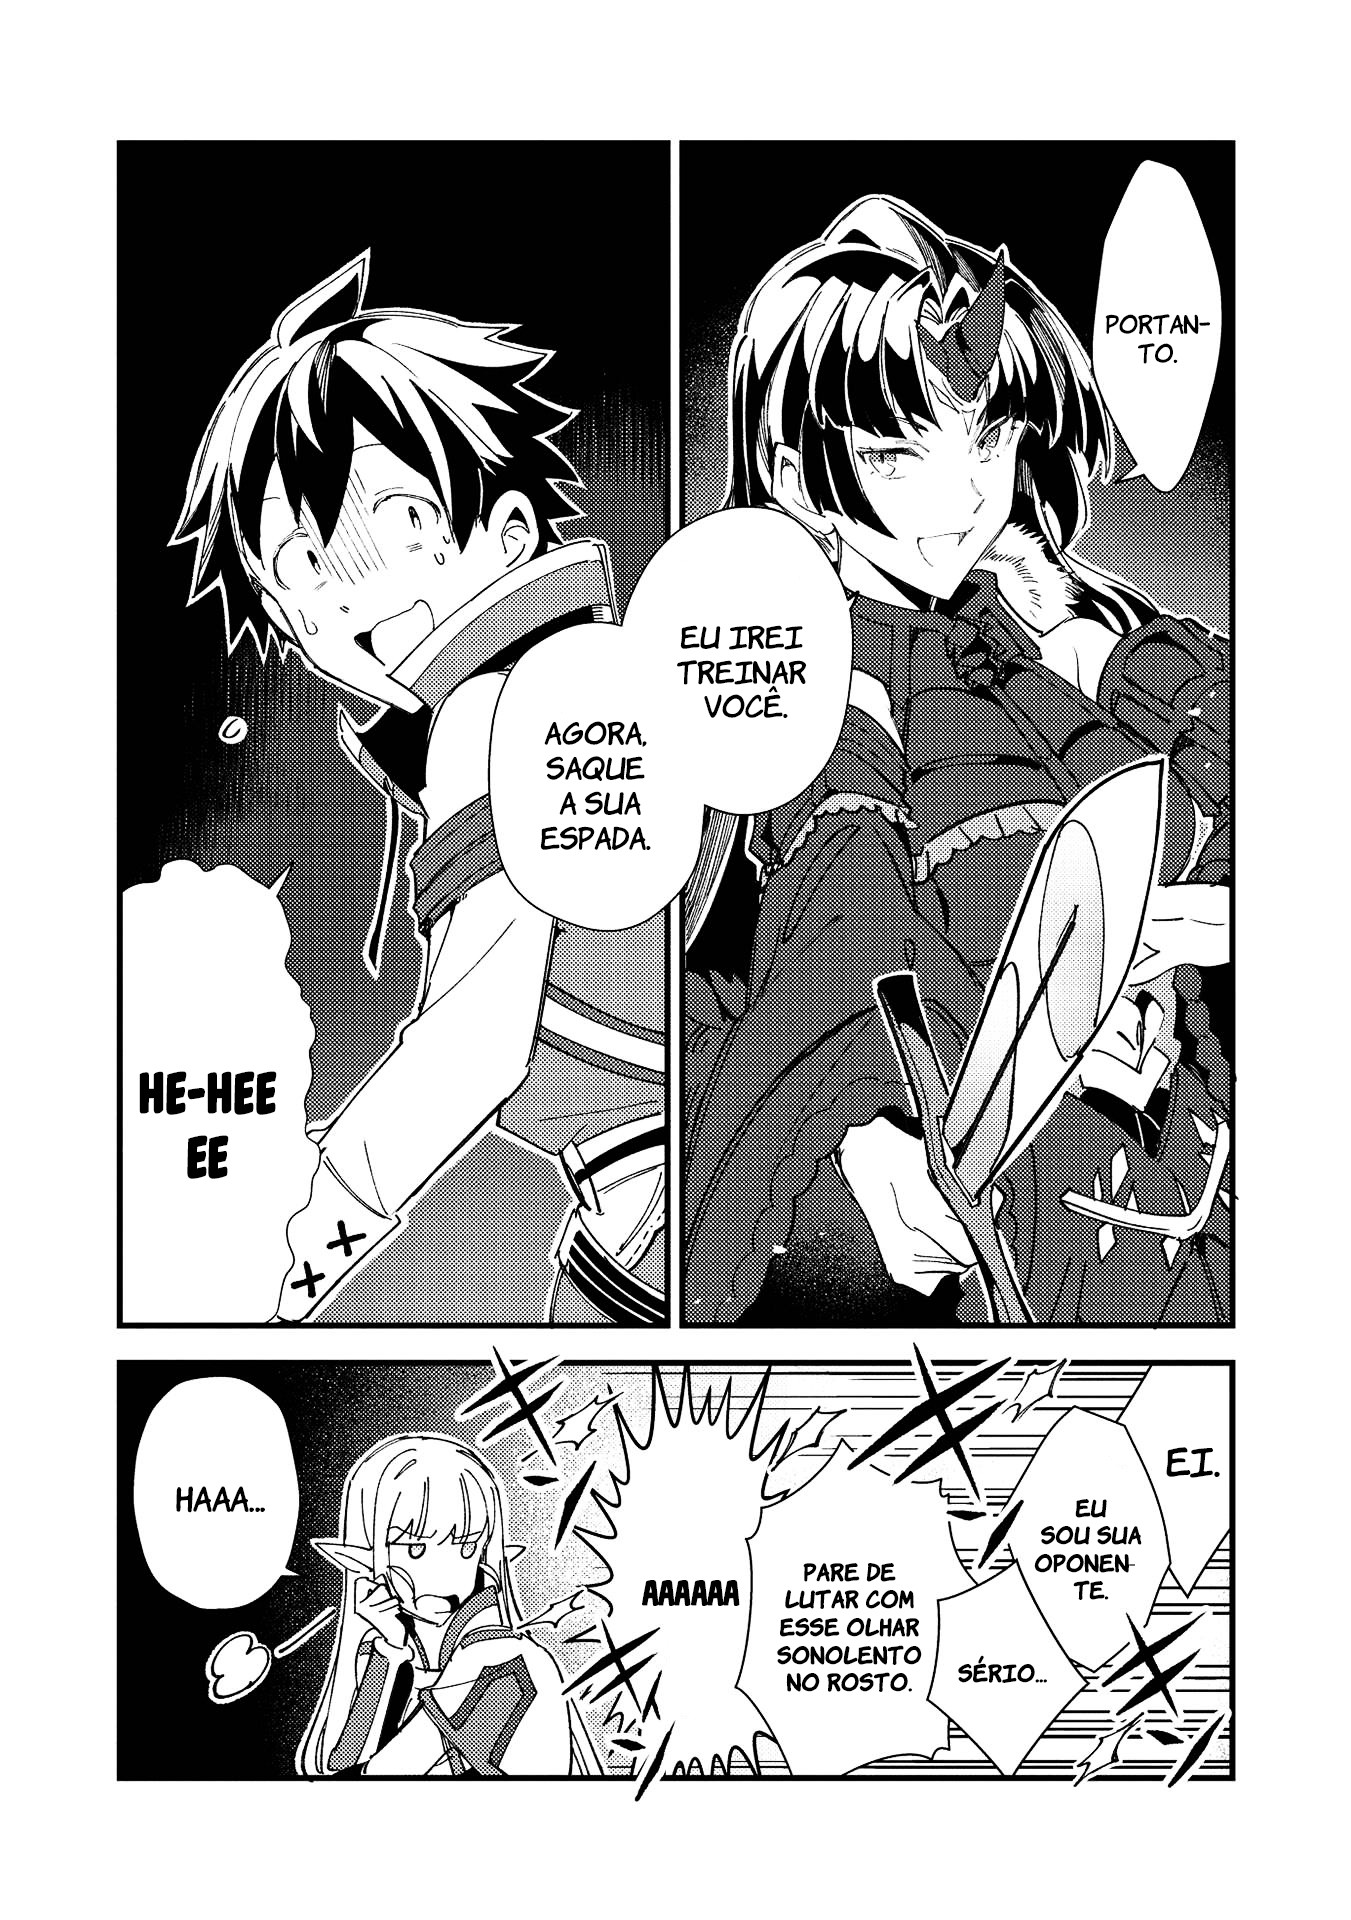 PORTAN-
TO.
EU IREI
TREINAR
VOCÊ.
AGORA,
SAQUE
A SUA
ESPADA.
HE-HEE
EE
EI.
EU
SOU SUA
OPONEN-
TE.
SÉRIO...
PARE DE
LUTAR COM
ESSE OLHAR
SONOLENTO
NO ROSTO.
AAAAAA
HAAA...